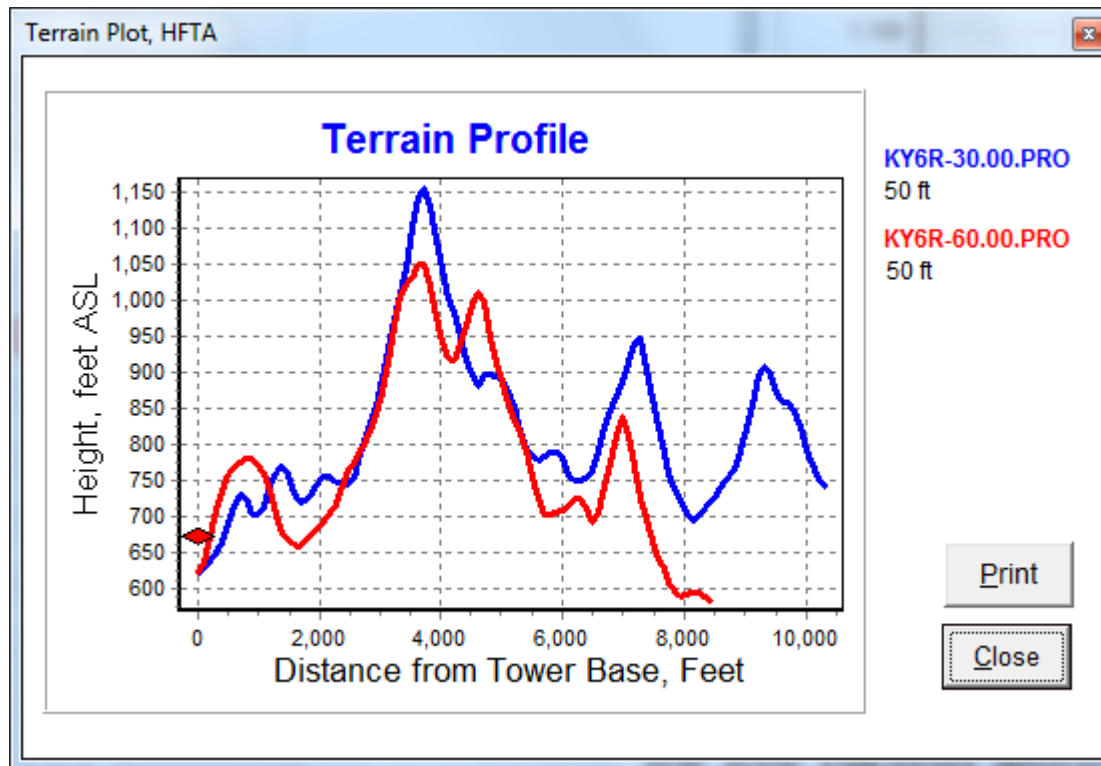 Terrain Plot, HFTA
Terrain Profile
KY6R-30.00.PRO
50 ft
KY6R-60.00.PRO
50 ft
Height, feet ASL
1,150
1,100
1,050
1,000
950
900
850
800
750
700
650
600
0 2,000 4,000 6,000 8,000 10,000
Distance from Tower Base, Feet
Print
Close